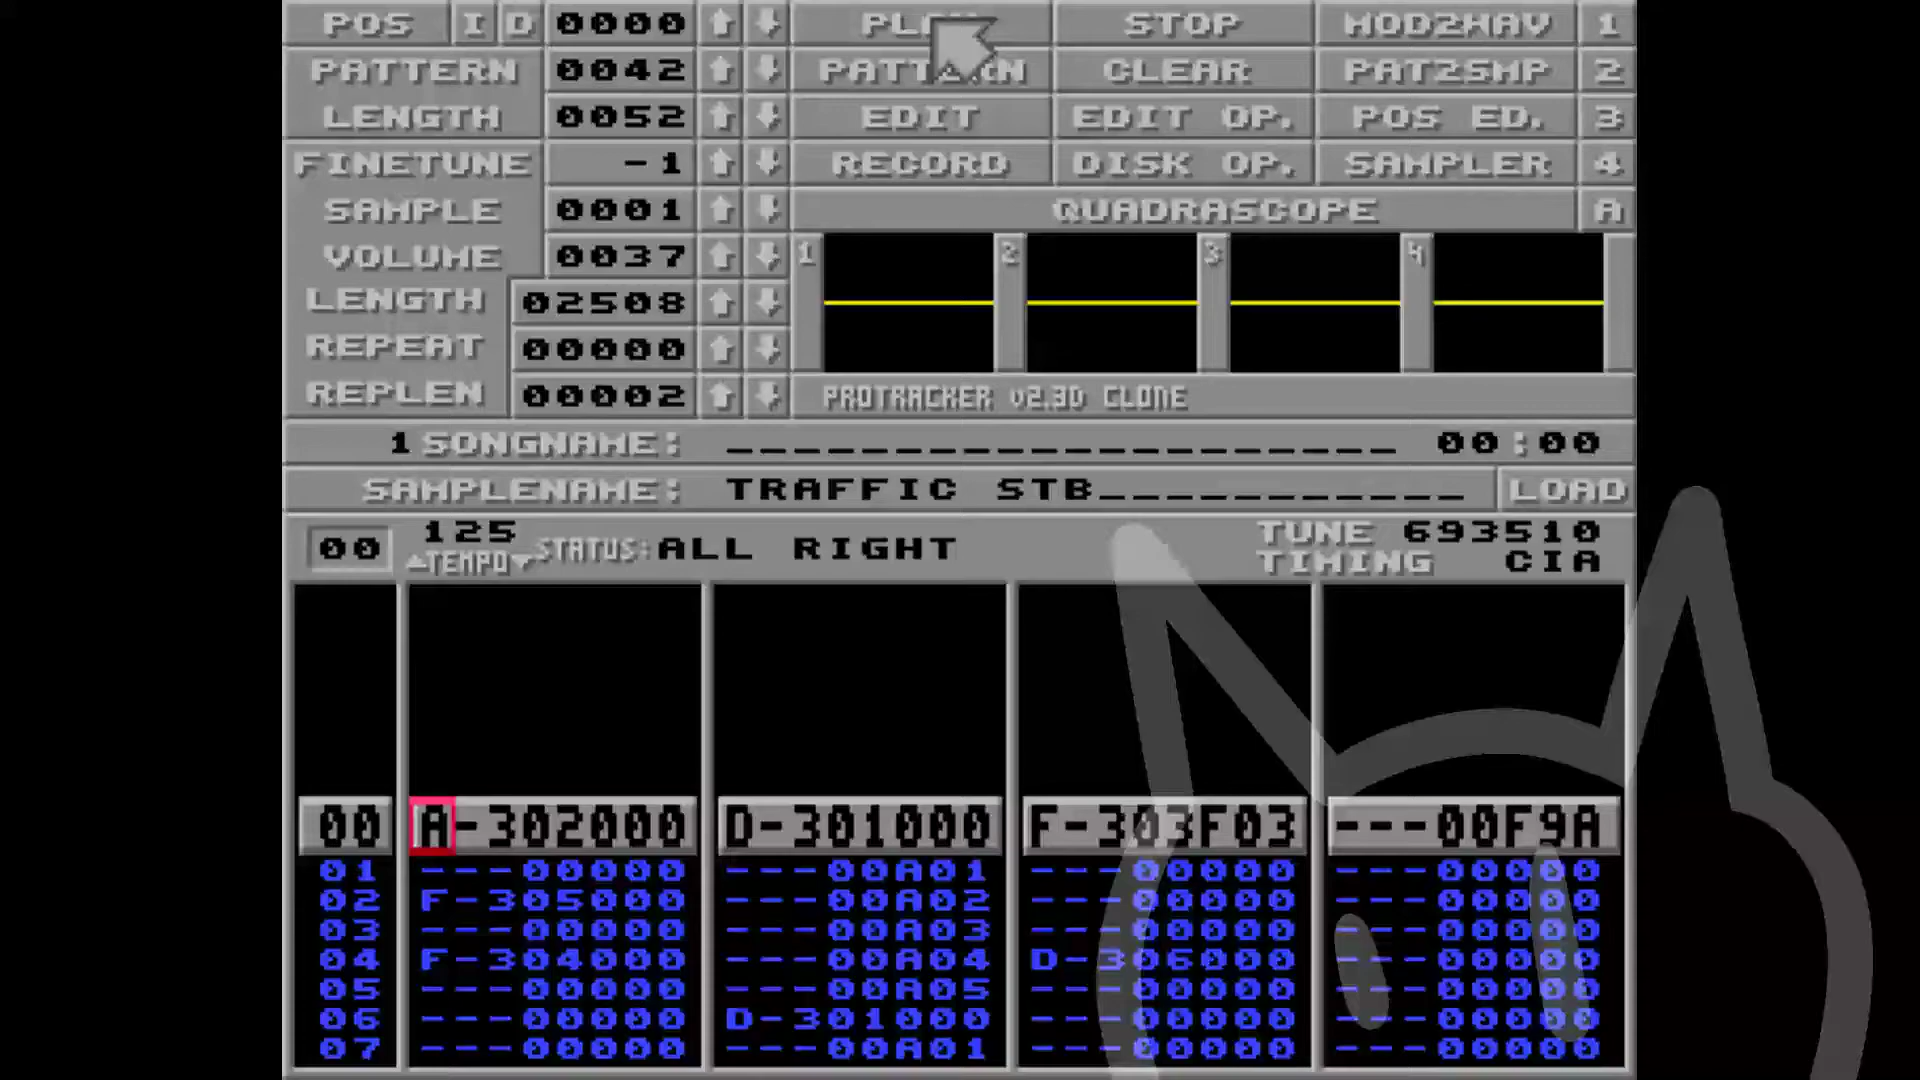 POS I D 0000 PLAY STOP MOD2WAV 1
PATTERN 0042 PATTERN CLEAR PAT2SMP 2
LENGTH 0052 EDIT EDIT OP. POS ED. 3
FINETUNE -1 RECORD DISK OP. SAMPLER 4
SAMPLE 0001 QUADRASCOPE A
VOLUME 0037 1 2 3 4
LENGTH 02508
REPEAT 00000
REPLEN 00002 PROTRACKER v2.3D CLONE
1 SONGNAME: ____________________ 00:00
SAMPLENAME: TRAFFIC STB___________ LOAD
00 125 TEMPO STATUS: ALL RIGHT TUNE 693510
TIMING CIA
00 A-302000 D-301000 F-303F03 ---00F9A
01 ---00000 ---00A01 ---00000 ---00000
02 F-305000 ---00A02 ---00000 ---00000
03 ---00000 ---00A03 ---00000 ---00000
04 F-304000 ---00A04 D-306000 ---00000
05 ---00000 ---00A05 ---00000 ---00000
06 ---00000 D-301000 ---00000 ---00000
07 ---00000 ---00A01 ---00000 ---00000